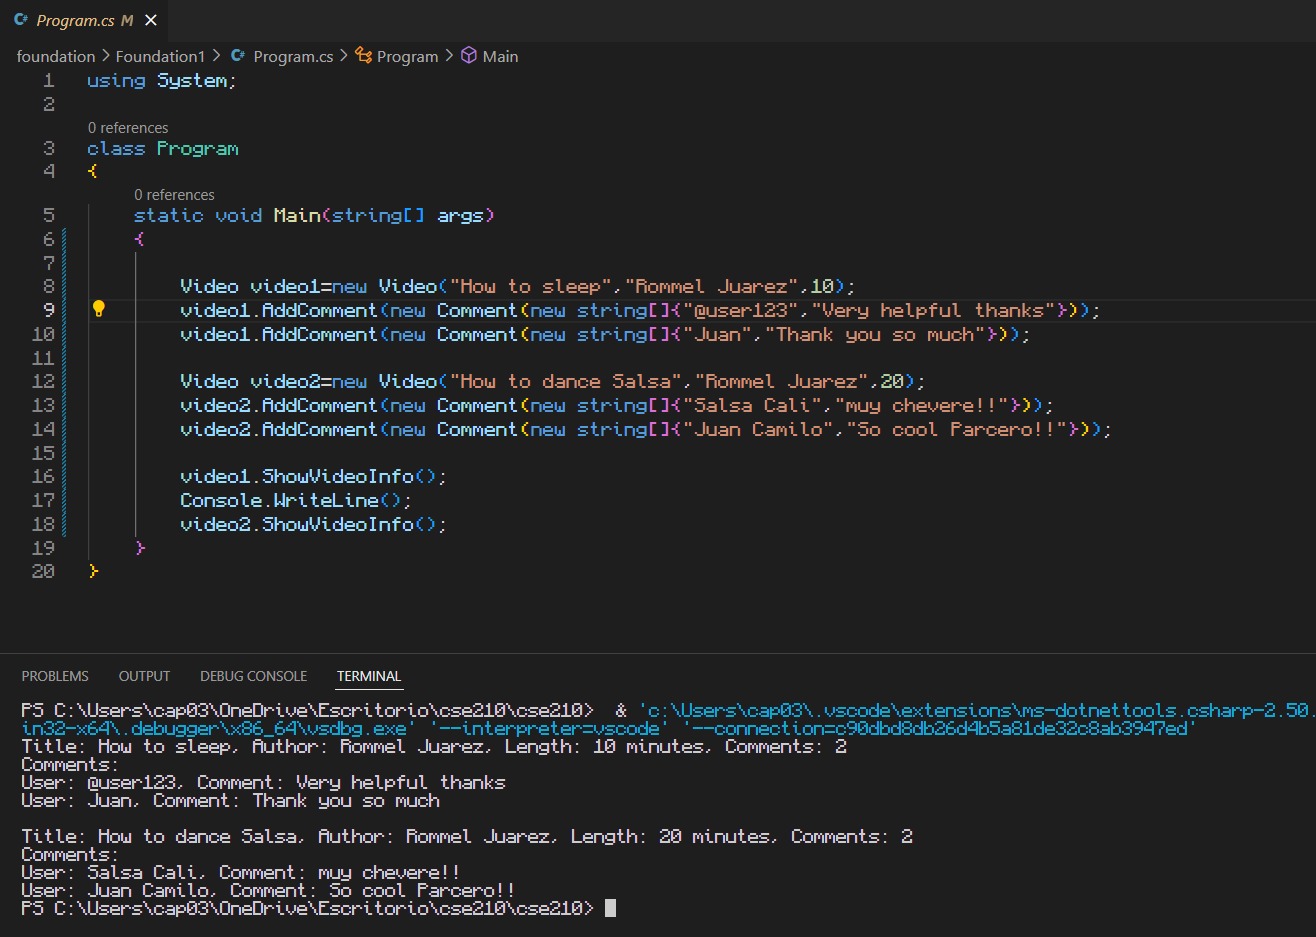 C# Program.cs M ×
foundation > Foundation1 > C# Program.cs > Program > Main
1 using System;
2
0 references
3 class Program
4 {
0 references
5 static void Main(string[] args)
6 {
7
8 Video video1=new Video("How to sleep","Rommel Juarez",10);
9 video1.AddComment(new Comment(new string[]{"@user123","Very helpful thanks"}));
10 video1.AddComment(new Comment(new string[]{"Juan","Thank you so much"}));
11
12 Video video2=new Video("How to dance Salsa","Rommel Juarez",20);
13 video2.AddComment(new Comment(new string[]{"Salsa Cali","muy chevere!!"}));
14 video2.AddComment(new Comment(new string[]{"Juan Camilo","So cool Parcero!!"}));
15
16 video1.ShowVideoInfo();
17 Console.WriteLine();
18 video2.ShowVideoInfo();
19 }
20 }
PROBLEMS OUTPUT DEBUG CONSOLE TERMINAL
PS C:\Users\cap03\OneDrive\Escritorio\cse210\cse210> & 'c:\Users\cap03\.vscode\extensions\ms-dotnettools.csharp-2.50.
in32-x64\.debugger\x86_64\vsdbg.exe' '--interpreter=vscode' '--connection=c90dbd8db26d4b5a81de32c8ab3947ed'
Title: How to sleep, Author: Rommel Juarez, Length: 10 minutes, Comments: 2
Comments:
User: @user123, Comment: Very helpful thanks
User: Juan, Comment: Thank you so much

Title: How to dance Salsa, Author: Rommel Juarez, Length: 20 minutes, Comments: 2
Comments:
User: Salsa Cali, Comment: muy chevere!!
User: Juan Camilo, Comment: So cool Parcero!!
PS C:\Users\cap03\OneDrive\Escritorio\cse210\cse210>